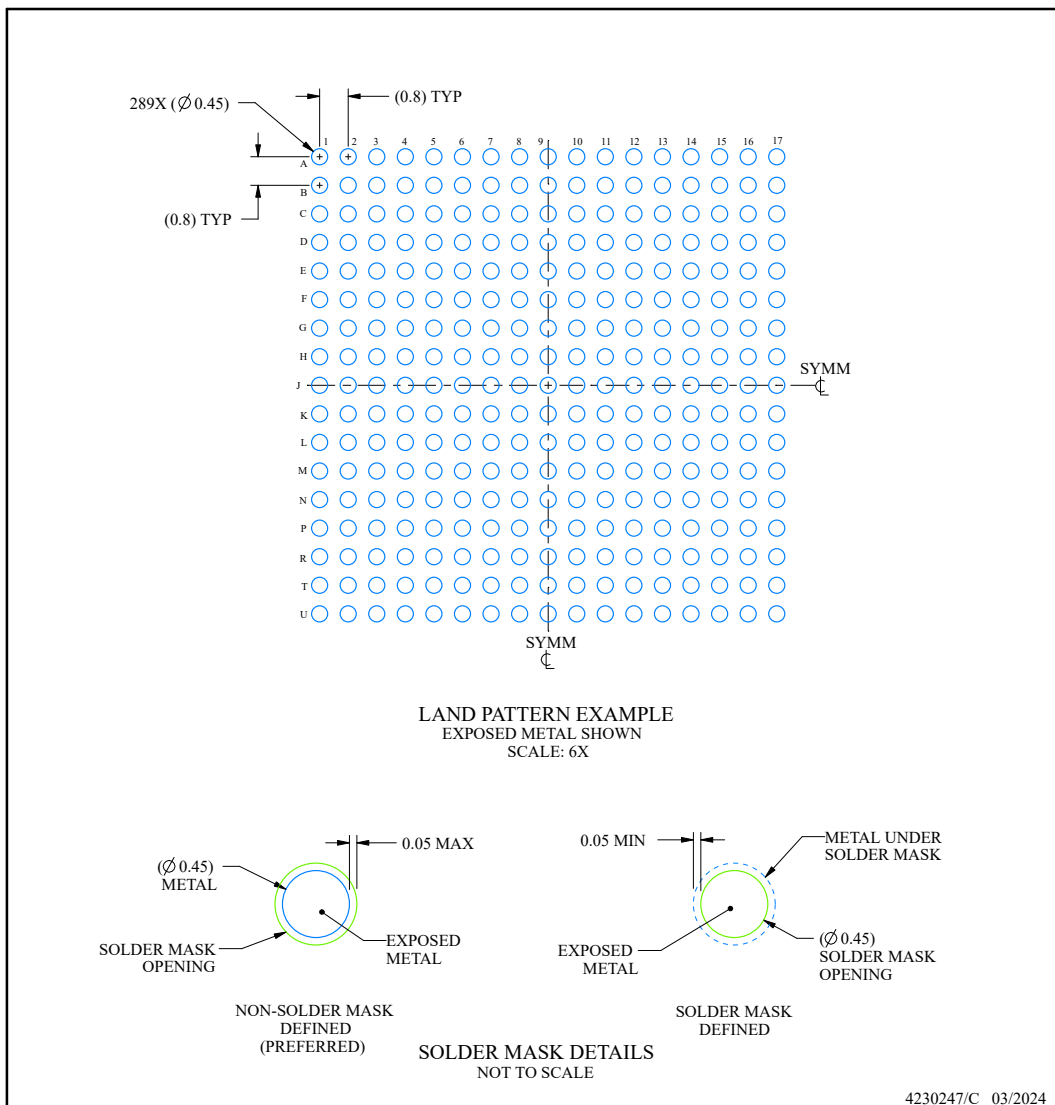 289X (Ø 0.45)
(0.8) TYP
1 2 3 4 5 6 7 8 9 10 11 12 13 14 15 16 17
A
B
(0.8) TYP
C
D
E
F
G
H
SYMM
J
K
L
M
N
P
R
T
U
SYMM
LAND PATTERN EXAMPLE
EXPOSED METAL SHOWN
SCALE: 6X
0.05 MAX
(Ø 0.45)
METAL
SOLDER MASK
OPENING
EXPOSED
METAL
NON-SOLDER MASK
DEFINED
(PREFERRED)
0.05 MIN
METAL UNDER
SOLDER MASK
EXPOSED
METAL
(Ø 0.45)
SOLDER MASK
OPENING
SOLDER MASK
DEFINED
SOLDER MASK DETAILS
NOT TO SCALE
4230247/C 03/2024